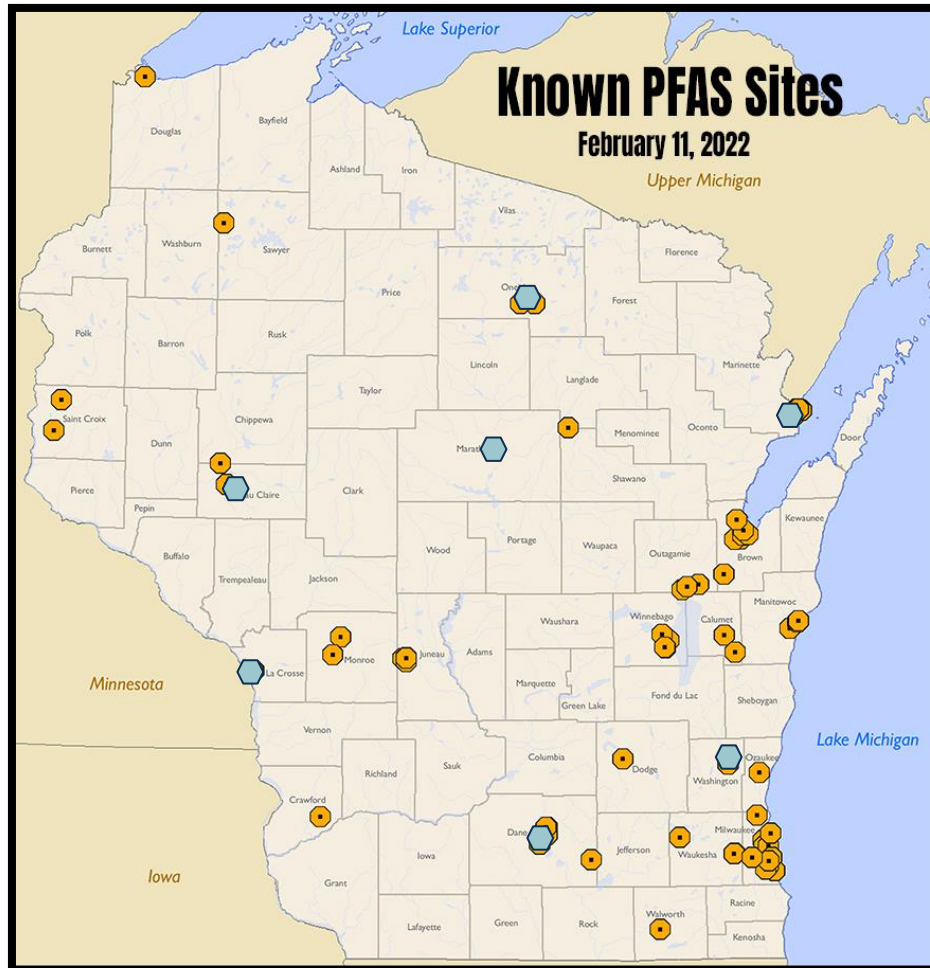 Lake Superior
Known PFAS Sites
February 11, 2022
Upper Michigan
Douglas
Bayfield
Ashland
Iron
Vilas
Florence
Burnett
Washburn
Sawyer
Price
Forest
Polk
Barron
Rusk
Lincoln
Marinette
Taylor
Langlade
Saint Croix
Chippewa
Dunn
Menominee
Oconto
Door
Shawano
Pierce
Clark
Pepin
Kewaunee
Buffalo
Wood
Portage
Waupaca
Outagamie
Brown
Trempealeau
Jackson
Manitowoc
Waushara
Winnebago
Calumet
Adams
Juneau
Monroe
La Crosse
Minnesota
Marquette
Green Lake
Fond du Lac
Sheboygan
Vernon
Lake Michigan
Columbia
Dodge
Ozaukee
Washington
Sauk
Richland
Crawford
Dane
Jefferson
Waukesha
Milwaukee
Iowa
Iowa
Grant
Racine
Walworth
Lafayette
Green
Rock
Kenosha